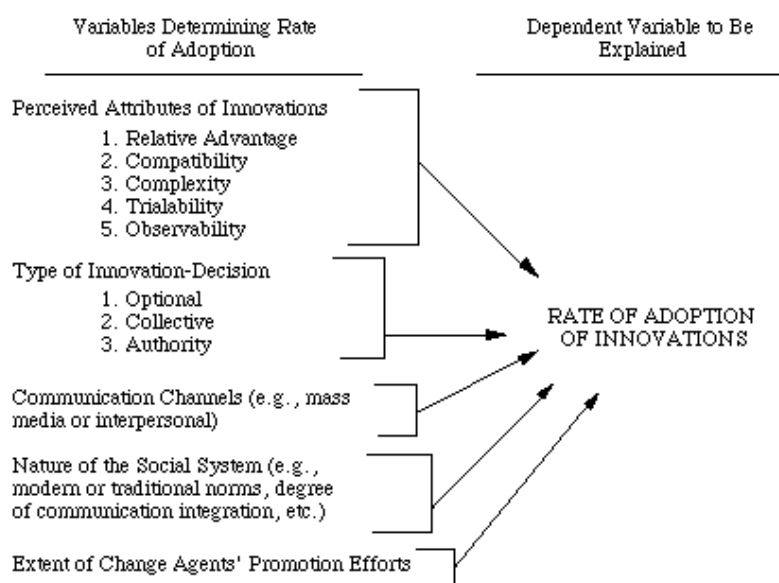 Variables Determining Rate
of Adoption
Dependent Variable to Be
Explained
Perceived Attributes of Innovations
1. Relative Advantage
2. Compatibility
3. Complexity
4. Trialability
5. Observability
Type of Innovation-Decision
1. Optional
2. Collective
3. Authority
RATE OF ADOPTION
OF INNOVATIONS
Communication Channels (e.g., mass
media or interpersonal)
Nature of the Social System (e.g.,
modern or traditional norms, degree
of communication integration, etc.)
Extent of Change Agents' Promotion Efforts